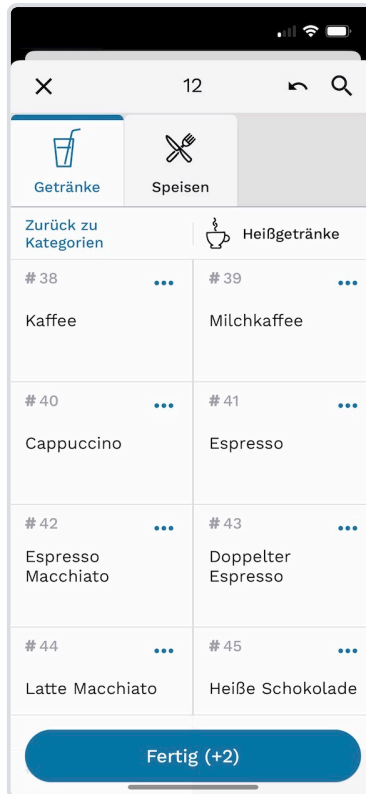 12
Getränke
Speisen
Zurück zu
Kategorien
Heißgetränke
#38
#39
Kaffee
Milchkaffee
#40
#41
Cappuccino
Espresso
#42
#43
Espresso
Macchiato
Doppelter
Espresso
#44
#45
Latte Macchiato
Heiße Schokolade
Fertig (+2)